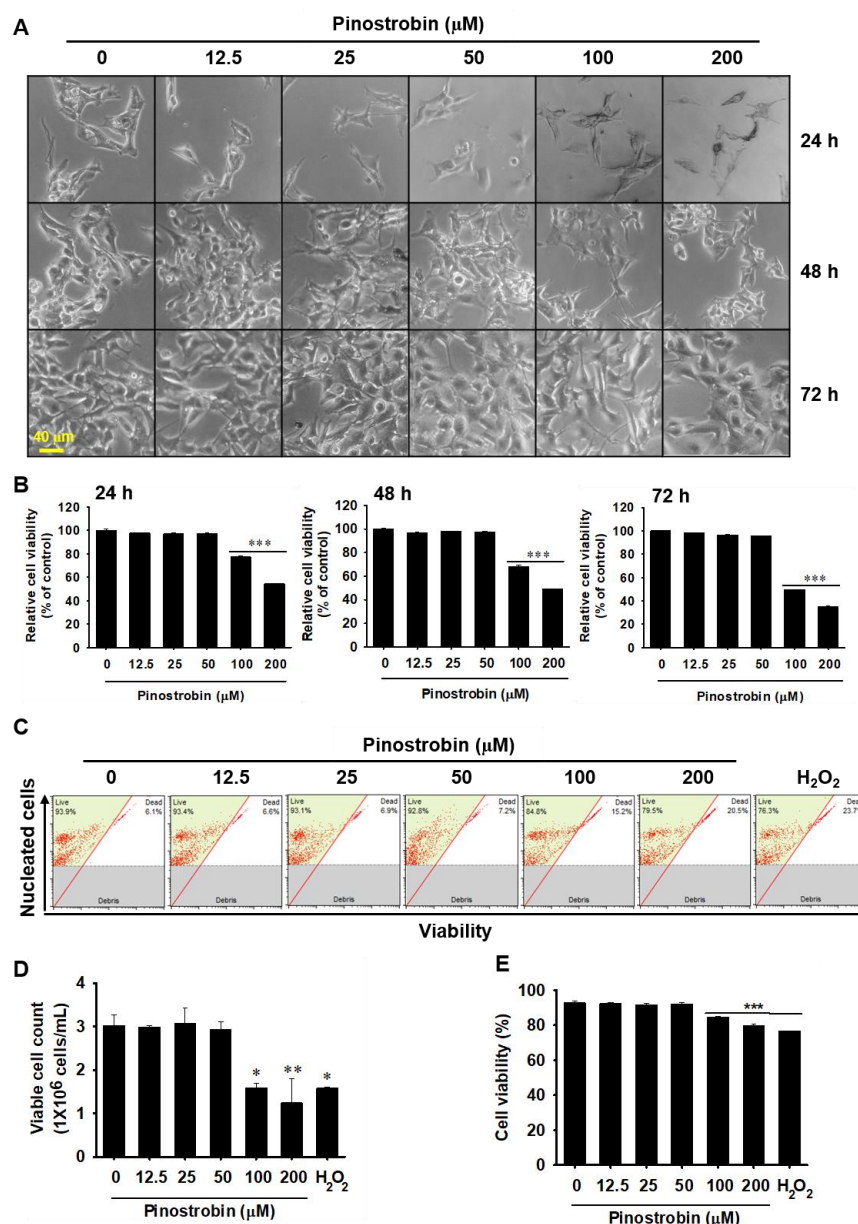 A
Pinostrobin (μM)
0 12.5 25 50 100 200
24 h
48 h
72 h
40 μm
B
24 h
48 h
72 h
Relative cell viability
(% of control)
120
100
80
60
40
20
0
***
0 12.5 25 50 100 200
Pinostrobin (μM)
Relative cell viability
(% of control)
120
100
80
60
40
20
0
***
0 12.5 25 50 100 200
Pinostrobin (μM)
Relative cell viability
(% of control)
120
100
80
60
40
20
0
***
0 12.5 25 50 100 200
Pinostrobin (μM)
C
Pinostrobin (μM)
0 12.5 25 50 100 200 H₂O₂
Nucleated cells
Live Dead
93.9% 6.1%
Debris
Live Dead
93.4% 6.6%
Debris
Live Dead
93.1% 6.9%
Debris
Live Dead
92.8% 7.2%
Debris
Live Dead
84.8% 15.2%
Debris
Live Dead
79.5% 20.5%
Debris
Live Dead
76.3% 23.7%
Debris
Viability
D
Viable cell count
(1X10⁶ cells/mL)
4
3
2
1
0
* ** *
0 12.5 25 50 100 200 H₂O₂
Pinostrobin (μM)
E
Cell viability (%)
100
80
60
40
20
0
***
0 12.5 25 50 100 200 H₂O₂
Pinostrobin (μM)